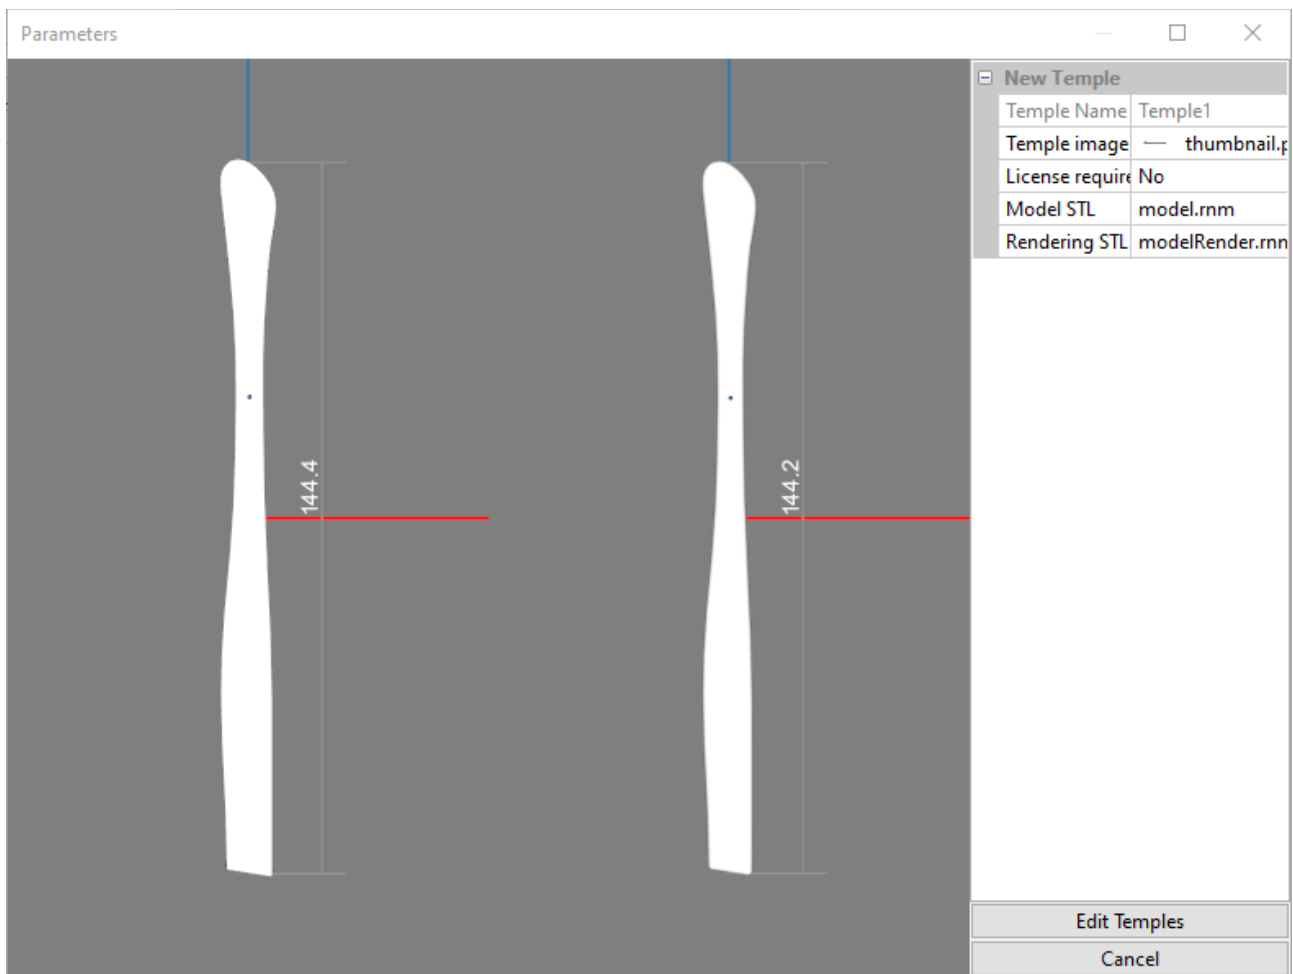 Parameters
New Temple
Temple Name Temple1
Temple image thumbnail.p
License require No
Model STL model.rnm
Rendering STL modelRender.rnm
144.4
144.2
Edit Temples
Cancel